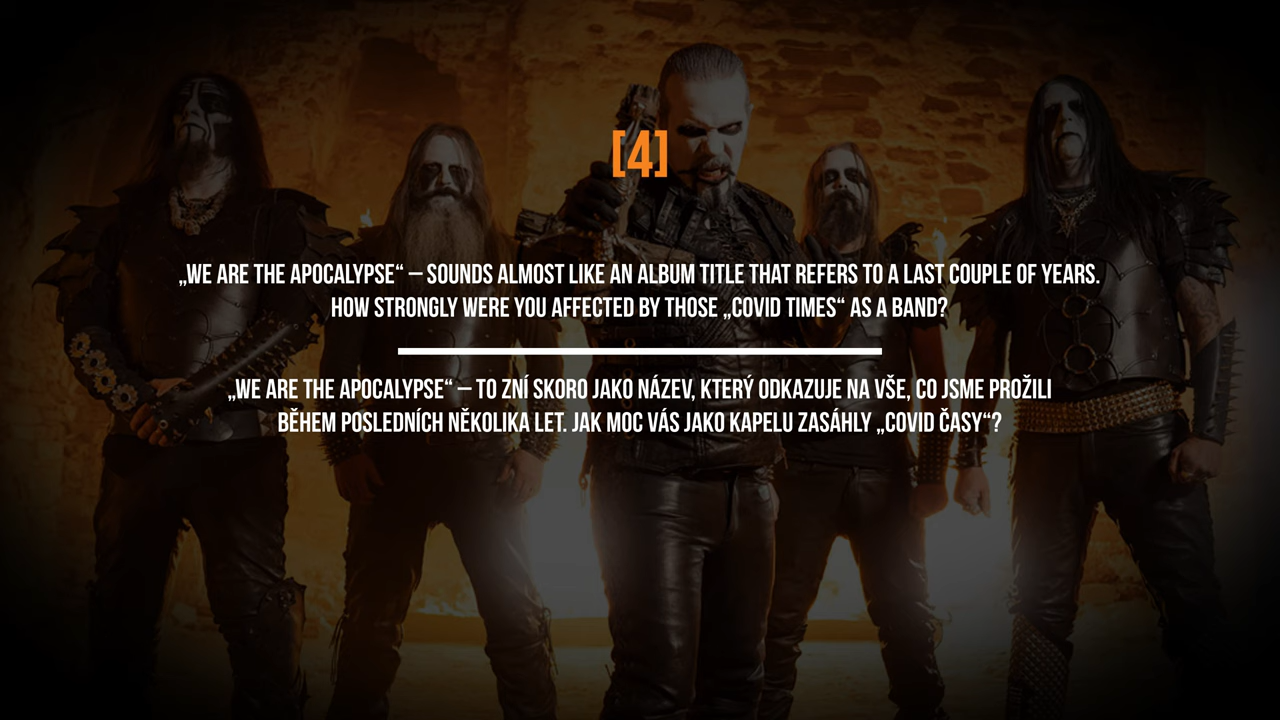 [4]
„WE ARE THE APOCALYPSE“ – SOUNDS ALMOST LIKE AN ALBUM TITLE THAT REFERS TO A LAST COUPLE OF YEARS.
HOW STRONGLY WERE YOU AFFECTED BY THOSE „COVID TIMES“ AS A BAND?
„WE ARE THE APOCALYPSE“ – TO ZNÍ SKORO JAKO NÁZEV, KTERÝ ODKAZUJE NA VŠE, CO JSME PROŽILI
BĚHEM POSLEDNÍCH NĚKOLIKA LET. JAK MOC VÁS JAKO KAPELU ZASÁHLY „COVID ČASY“?